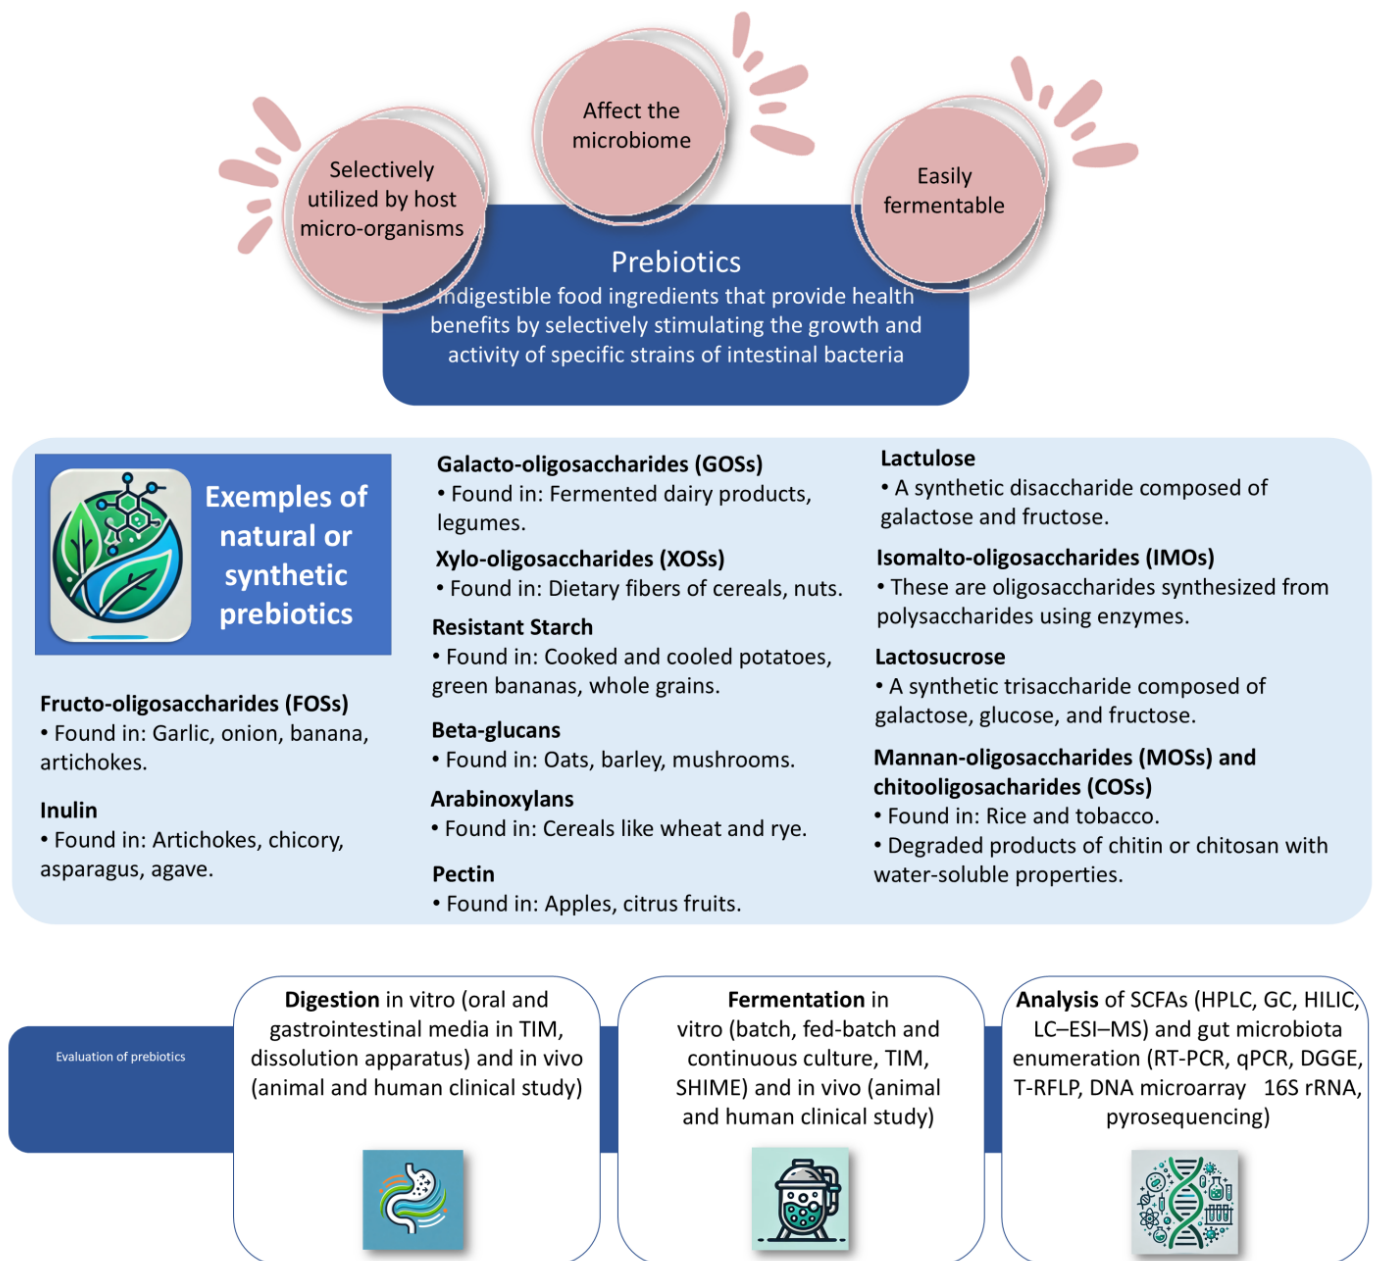 Affect the
microbiome
Selectively
utilized by host
micro-organisms
Easily
fermentable
Prebiotics
Indigestible food ingredients that provide health
benefits by selectively stimulating the growth and
activity of specific strains of intestinal bacteria
Exemples of
natural or
synthetic
prebiotics
Fructo-oligosaccharides (FOSs)
• Found in: Garlic, onion, banana,
artichokes.
Inulin
• Found in: Artichokes, chicory,
asparagus, agave.
Galacto-oligosaccharides (GOSs)
• Found in: Fermented dairy products,
legumes.
Xylo-oligosaccharides (XOSs)
• Found in: Dietary fibers of cereals, nuts.
Resistant Starch
• Found in: Cooked and cooled potatoes,
green bananas, whole grains.
Beta-glucans
• Found in: Oats, barley, mushrooms.
Arabinoxylans
• Found in: Cereals like wheat and rye.
Pectin
• Found in: Apples, citrus fruits.
Lactulose
• A synthetic disaccharide composed of
galactose and fructose.
Isomalto-oligosaccharides (IMOs)
• These are oligosaccharides synthesized from
polysaccharides using enzymes.
Lactosucrose
• A synthetic trisaccharide composed of
galactose, glucose, and fructose.
Mannan-oligosaccharides (MOSs) and
chitooligosacharides (COSs)
• Found in: Rice and tobacco.
• Degraded products of chitin or chitosan with
water-soluble properties.
Evaluation of prebiotics
Digestion in vitro (oral and
gastrointestinal media in TIM,
dissolution apparatus) and in vivo
(animal and human clinical study)
Fermentation in
vitro (batch, fed-batch and
continuous culture, TIM,
SHIME) and in vivo (animal
and human clinical study)
Analysis of SCFAs (HPLC, GC, HILIC,
LC–ESI–MS) and gut microbiota
enumeration (RT-PCR, qPCR, DGGE,
T-RFLP, DNA microarray 16S rRNA,
pyrosequencing)